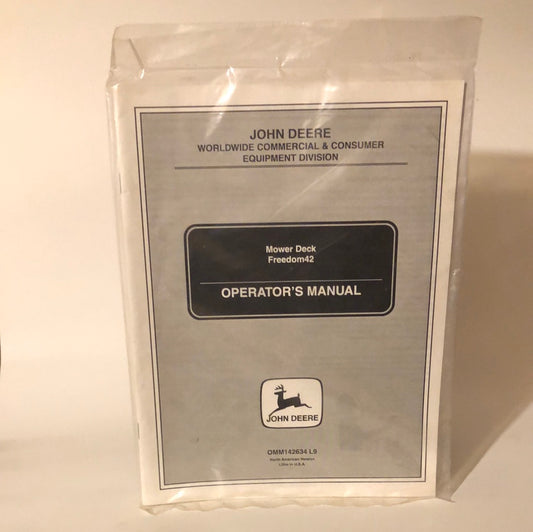 JOHN DEERE
WORLDWIDE COMMERCIAL & CONSUMER
EQUIPMENT DIVISION
Mower Deck
Freedom42
OPERATOR'S MANUAL
JOHN DEERE
OMM142634 L9
North American Version
Litho in U.S.A